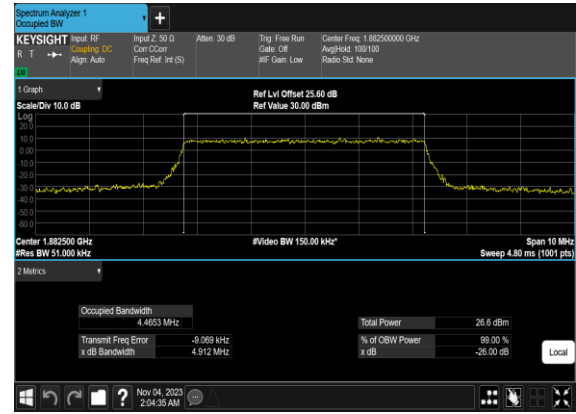 Spectrum Analyzer 1
Occupied BW
+
KEYSIGHT Input: RF Input Z: 50 Ω Atten: 30 dB Trig: Free Run Center Freq: 1.882500000 GHz
R T Coupling: DC Corr CCorr Gate: Off Avg|Hold: 100/100
Align: Auto Freq Ref: Int (S) #IF Gain: Low Radio Std: None
1 Graph
Ref Lvl Offset 25.60 dB
Scale/Div 10.0 dB Ref Value 30.00 dBm
Log
20.0
10.0
0.00
-10.0
-20.0
-30.0
-40.0
-50.0
-60.0
Center 1.882500 GHz #Video BW 150.00 kHz* Span 10 MHz
#Res BW 51.000 kHz Sweep 4.80 ms (1001 pts)
2 Metrics
Occupied Bandwidth
4.4653 MHz Total Power 26.6 dBm
Transmit Freq Error -9.069 kHz % of OBW Power 99.00 %
x dB Bandwidth 4.912 MHz x dB -26.00 dB
Local
? Nov 04, 2023
2:04:35 AM